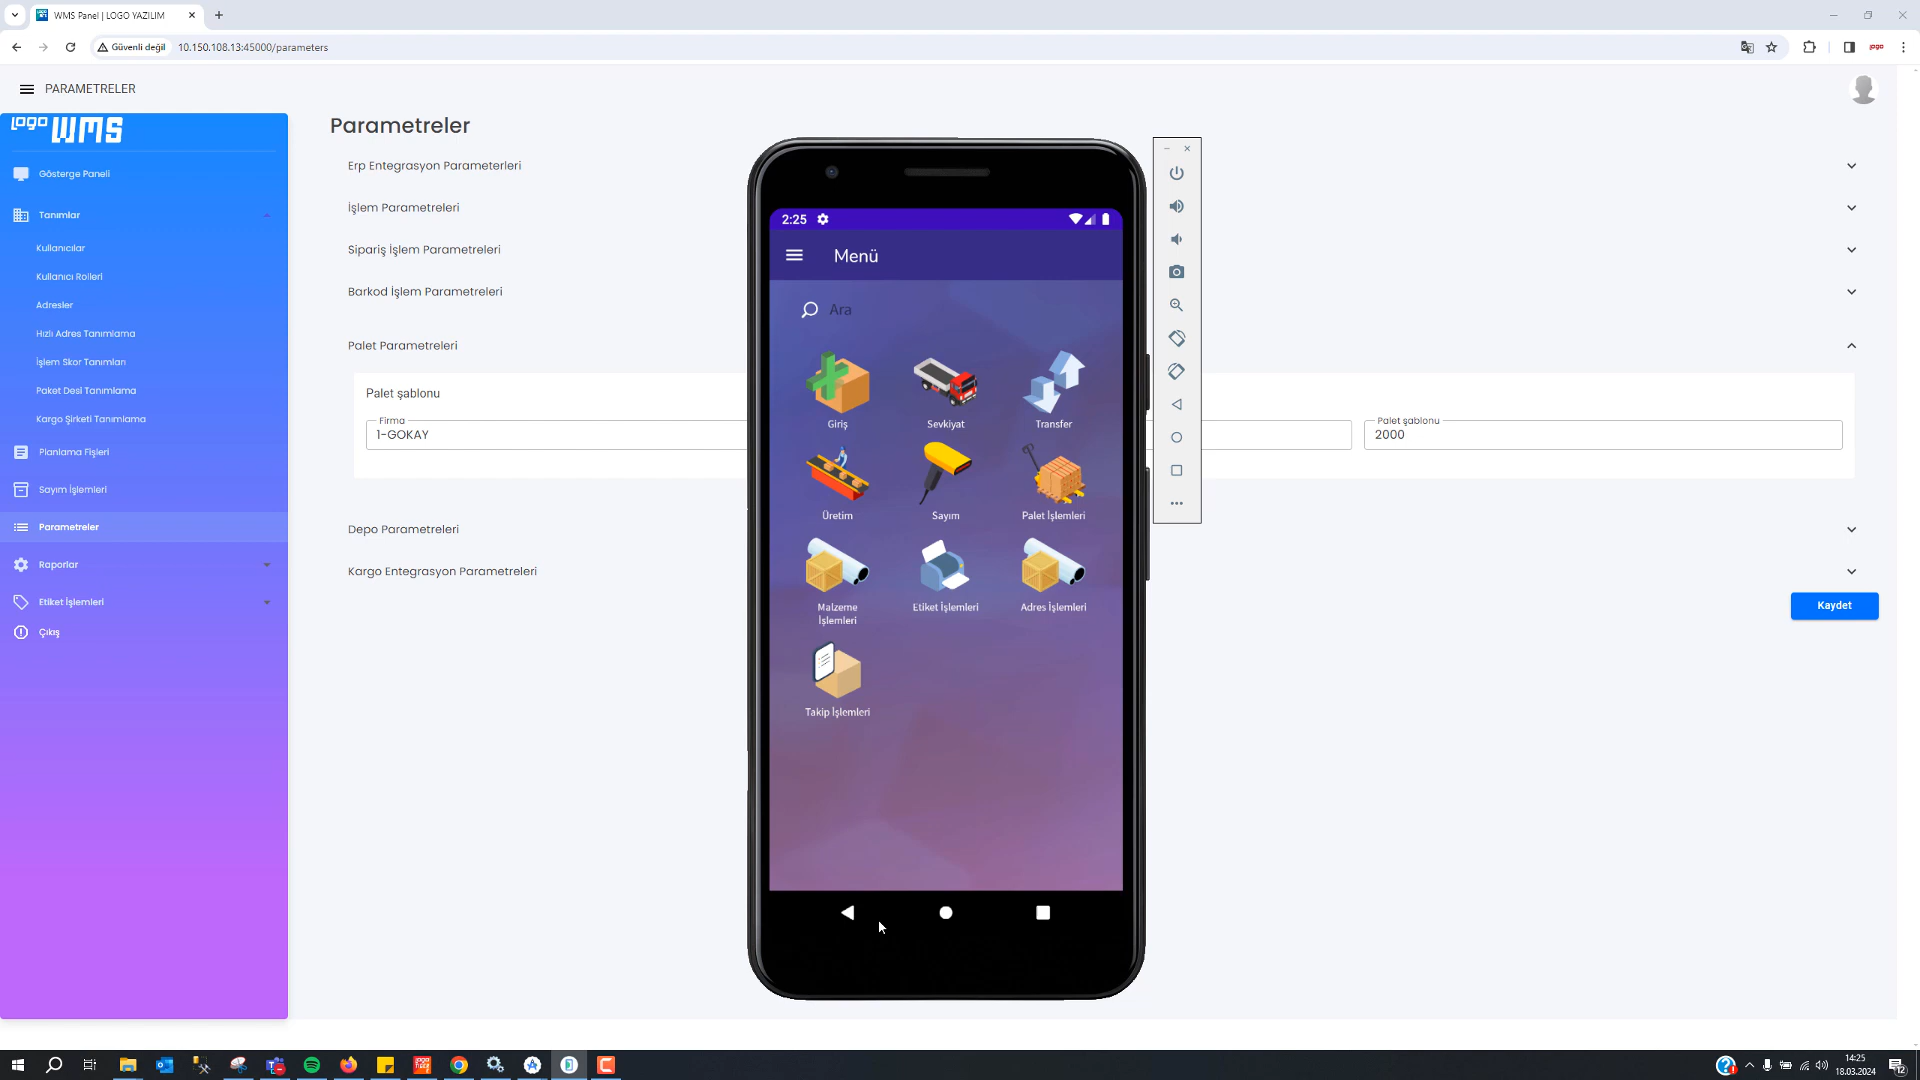 WMS Panel | LOGO YAZILIM
Güvenli değil
10.150.108.13:45000/parameters
logo
PARAMETRELER
LOGO WMS
Gösterge Paneli
Tanımlar
Kullanıcılar
Kullanıcı Rolleri
Adresler
Hızlı Adres Tanımlama
İşlem Skor Tanımları
Paket Desi Tanımlama
Kargo Şirketi Tanımlama
Planlama Fişleri
Sayım İşlemleri
Parametreler
Raporlar
Etiket İşlemleri
Çıkış
Parametreler
Erp Entegrasyon Parameterleri
İşlem Parametreleri
Sipariş İşlem Parametreleri
Barkod İşlem Parametreleri
Palet Parametreleri
Palet şablonu
Firma
1-GOKAY
Palet şablonu
2000
Depo Parametreleri
Kargo Entegrasyon Parametreleri
Kaydet
2:25
Menü
Ara
Giriş
Sevkiyat
Transfer
Üretim
Sayım
Palet İşlemleri
Malzeme
İşlemleri
Etiket İşlemleri
Adres İşlemleri
Takip İşlemleri
14:25
18.03.2024
12